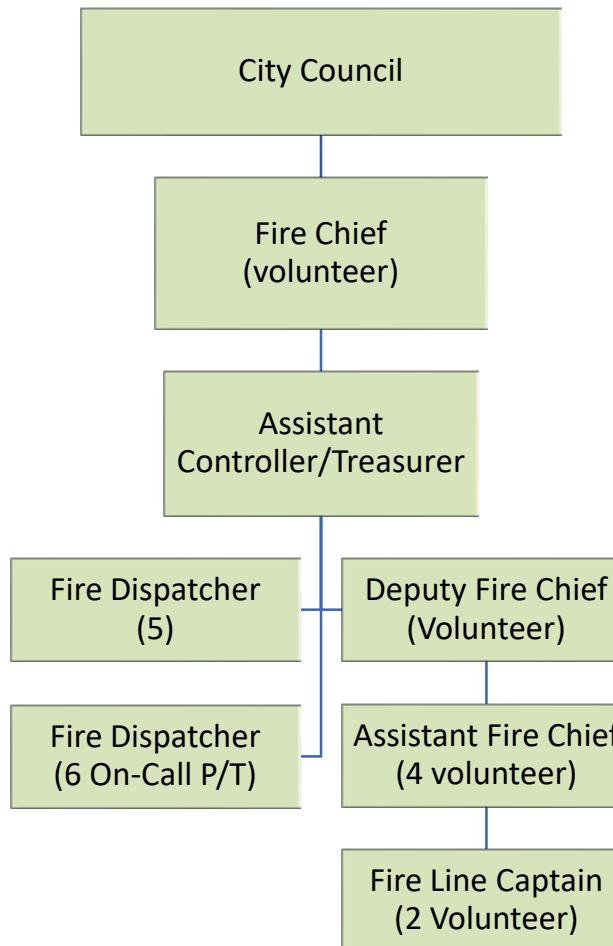 City Council
Fire Chief
(volunteer)
Assistant
Controller/Treasurer
Fire Dispatcher
(5)
Deputy Fire Chief
(Volunteer)
Fire Dispatcher
(6 On-Call P/T)
Assistant Fire Chief
(4 volunteer)
Fire Line Captain
(2 Volunteer)